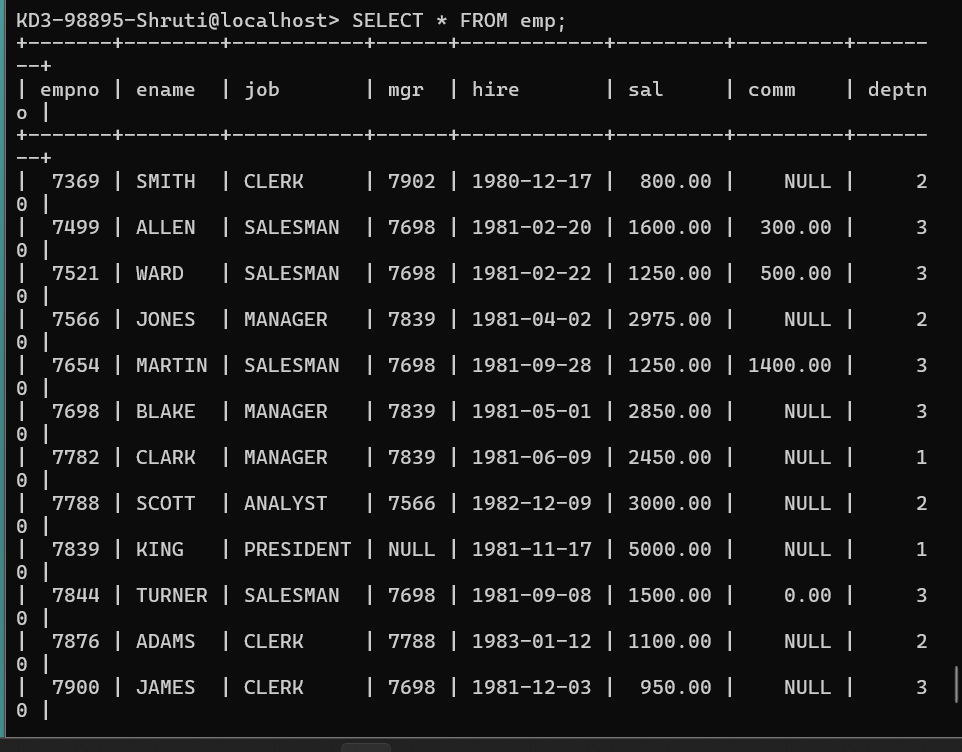 KD3-98895-Shruti@localhost> SELECT * FROM emp;
+-------+--------+-----------+------+------------+---------+---------+------
--+
| empno | ename  | job       | mgr  | hire       | sal     | comm    | deptn
o |
+-------+--------+-----------+------+------------+---------+---------+------
--+
|  7369 | SMITH  | CLERK     | 7902 | 1980-12-17 |  800.00 |    NULL |     2
0 |
|  7499 | ALLEN  | SALESMAN  | 7698 | 1981-02-20 | 1600.00 |  300.00 |     3
0 |
|  7521 | WARD   | SALESMAN  | 7698 | 1981-02-22 | 1250.00 |  500.00 |     3
0 |
|  7566 | JONES  | MANAGER   | 7839 | 1981-04-02 | 2975.00 |    NULL |     2
0 |
|  7654 | MARTIN | SALESMAN  | 7698 | 1981-09-28 | 1250.00 | 1400.00 |     3
0 |
|  7698 | BLAKE  | MANAGER   | 7839 | 1981-05-01 | 2850.00 |    NULL |     3
0 |
|  7782 | CLARK  | MANAGER   | 7839 | 1981-06-09 | 2450.00 |    NULL |     1
0 |
|  7788 | SCOTT  | ANALYST   | 7566 | 1982-12-09 | 3000.00 |    NULL |     2
0 |
|  7839 | KING   | PRESIDENT | NULL | 1981-11-17 | 5000.00 |    NULL |     1
0 |
|  7844 | TURNER | SALESMAN  | 7698 | 1981-09-08 | 1500.00 |    0.00 |     3
0 |
|  7876 | ADAMS  | CLERK     | 7788 | 1983-01-12 | 1100.00 |    NULL |     2
0 |
|  7900 | JAMES  | CLERK     | 7698 | 1981-12-03 |  950.00 |    NULL |     3
0 |